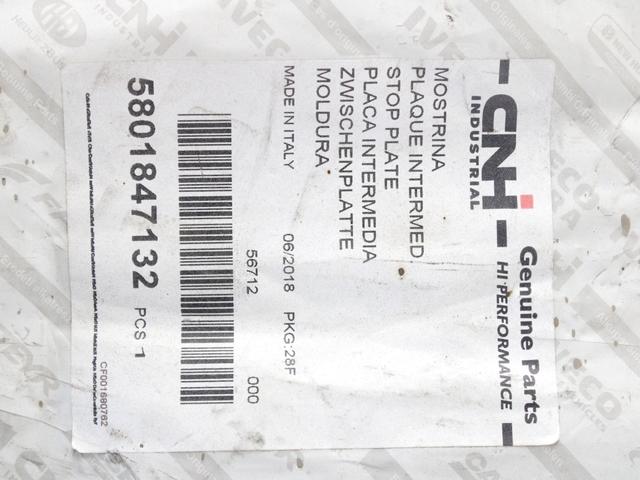 CNH
INDUSTRIAL
Genuine Parts
HI PERFORMANCE
MOSTRINA
PLAQUE INTERMED
STOP PLATE
PLACA INTERMEDIA
ZWISCHENPLATTE
MOLDURA
MADE IN ITALY 06/2018 PKG:28F
56712 000
5801847132 PCS 1
CF001680762
IVECO